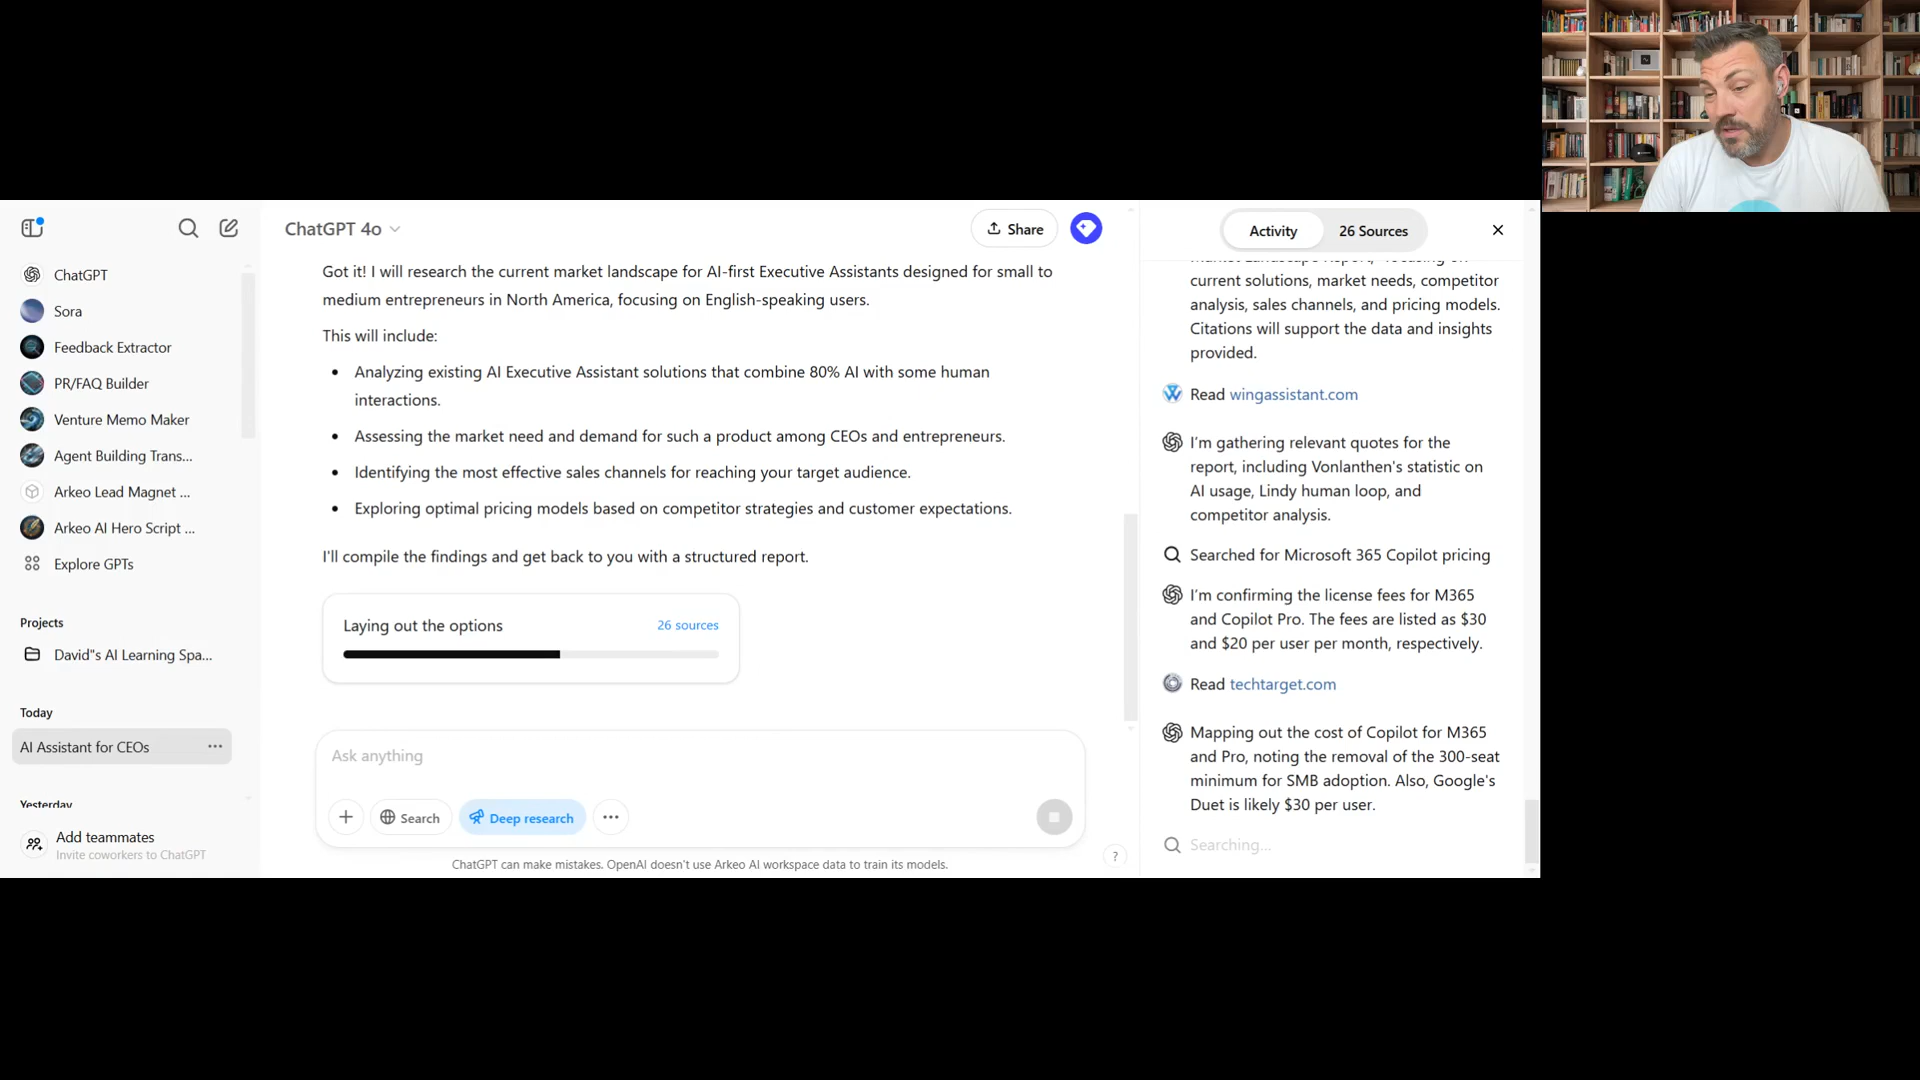 ChatGPT
Sora
Feedback Extractor
PR/FAQ Builder
Venture Memo Maker
Agent Building Trans...
Arkeo Lead Magnet ...
Arkeo AI Hero Script ...
Explore GPTs
Projects
David"s AI Learning Spa...
Today
AI Assistant for CEOs
Yesterday
Add teammates
Invite coworkers to ChatGPT
ChatGPT 4o
Share
Got it! I will research the current market landscape for AI-first Executive Assistants designed for small to
medium entrepreneurs in North America, focusing on English-speaking users.
This will include:
• Analyzing existing AI Executive Assistant solutions that combine 80% AI with some human
interactions.
• Assessing the market need and demand for such a product among CEOs and entrepreneurs.
• Identifying the most effective sales channels for reaching your target audience.
• Exploring optimal pricing models based on competitor strategies and customer expectations.
I'll compile the findings and get back to you with a structured report.
Laying out the options
26 sources
Ask anything
Search
Deep research
ChatGPT can make mistakes. OpenAI doesn't use Arkeo AI workspace data to train its models.
?
Activity
26 Sources
Market Landscape Report," focusing on
current solutions, market needs, competitor
analysis, sales channels, and pricing models.
Citations will support the data and insights
provided.
Read wingassistant.com
I'm gathering relevant quotes for the
report, including Vonlanthen's statistic on
AI usage, Lindy human loop, and
competitor analysis.
Searched for Microsoft 365 Copilot pricing
I'm confirming the license fees for M365
and Copilot Pro. The fees are listed as $30
and $20 per user per month, respectively.
Read techtarget.com
Mapping out the cost of Copilot for M365
and Pro, noting the removal of the 300-seat
minimum for SMB adoption. Also, Google's
Duet is likely $30 per user.
Searching...